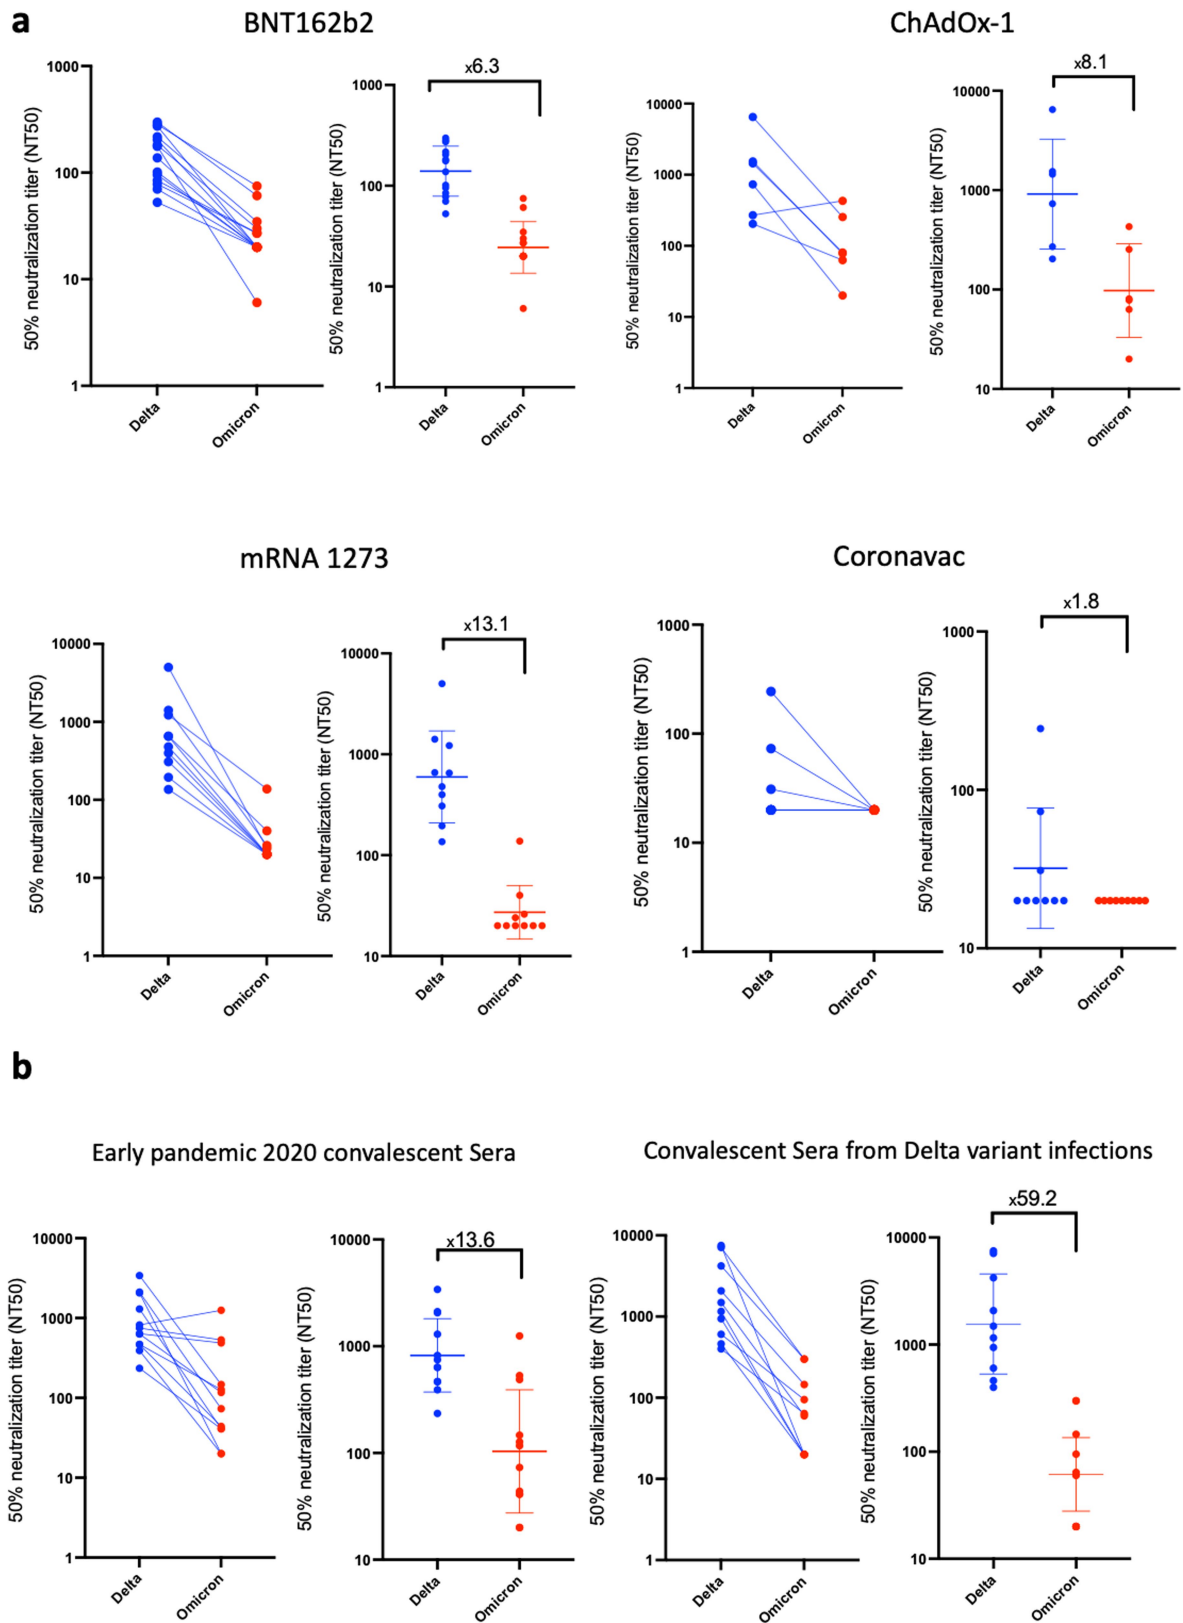 a
BNT162b2
ChAdOx-1
50% neutralization titer (NT50)
1000
100
10
1
Delta
Omicron
50% neutralization titer (NT50)
x6.3
1000
100
10
1
Delta
Omicron
50% neutralization titer (NT50)
10000
1000
100
10
1
Delta
Omicron
50% neutralization titer (NT50)
x8.1
10000
1000
100
10
Delta
Omicron
mRNA 1273
Coronavac
50% neutralization titer (NT50)
10000
1000
100
10
1
Delta
Omicron
50% neutralization titer (NT50)
x13.1
10000
1000
100
10
Delta
Omicron
50% neutralization titer (NT50)
1000
100
10
1
Delta
Omicron
50% neutralization titer (NT50)
x1.8
1000
100
10
Delta
Omicron
b
Early pandemic 2020 convalescent Sera
Convalescent Sera from Delta variant infections
50% neutralization titer (NT50)
10000
1000
100
10
1
Delta
Omicron
50% neutralization titer (NT50)
x13.6
10000
1000
100
10
Delta
Omicron
50% neutralization titer (NT50)
10000
1000
100
10
1
Delta
Omicron
50% neutralization titer (NT50)
x59.2
10000
1000
100
10
Delta
Omicron